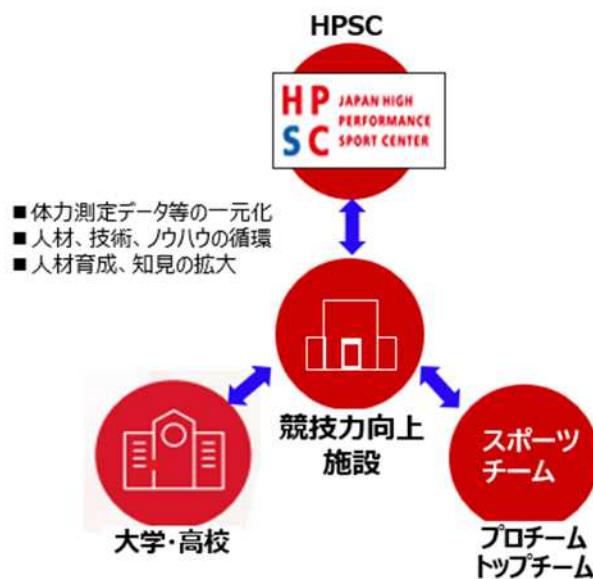 HPSC
HP JAPAN HIGH
PERFORMANCE
SC SPORT CENTER
■体力測定データ等の一元化
■人材、技術、ノウハウの循環
■人材育成、知見の拡大
競技力向上
施設
スポーツ
チーム
大学・高校
プロチーム
トップチーム